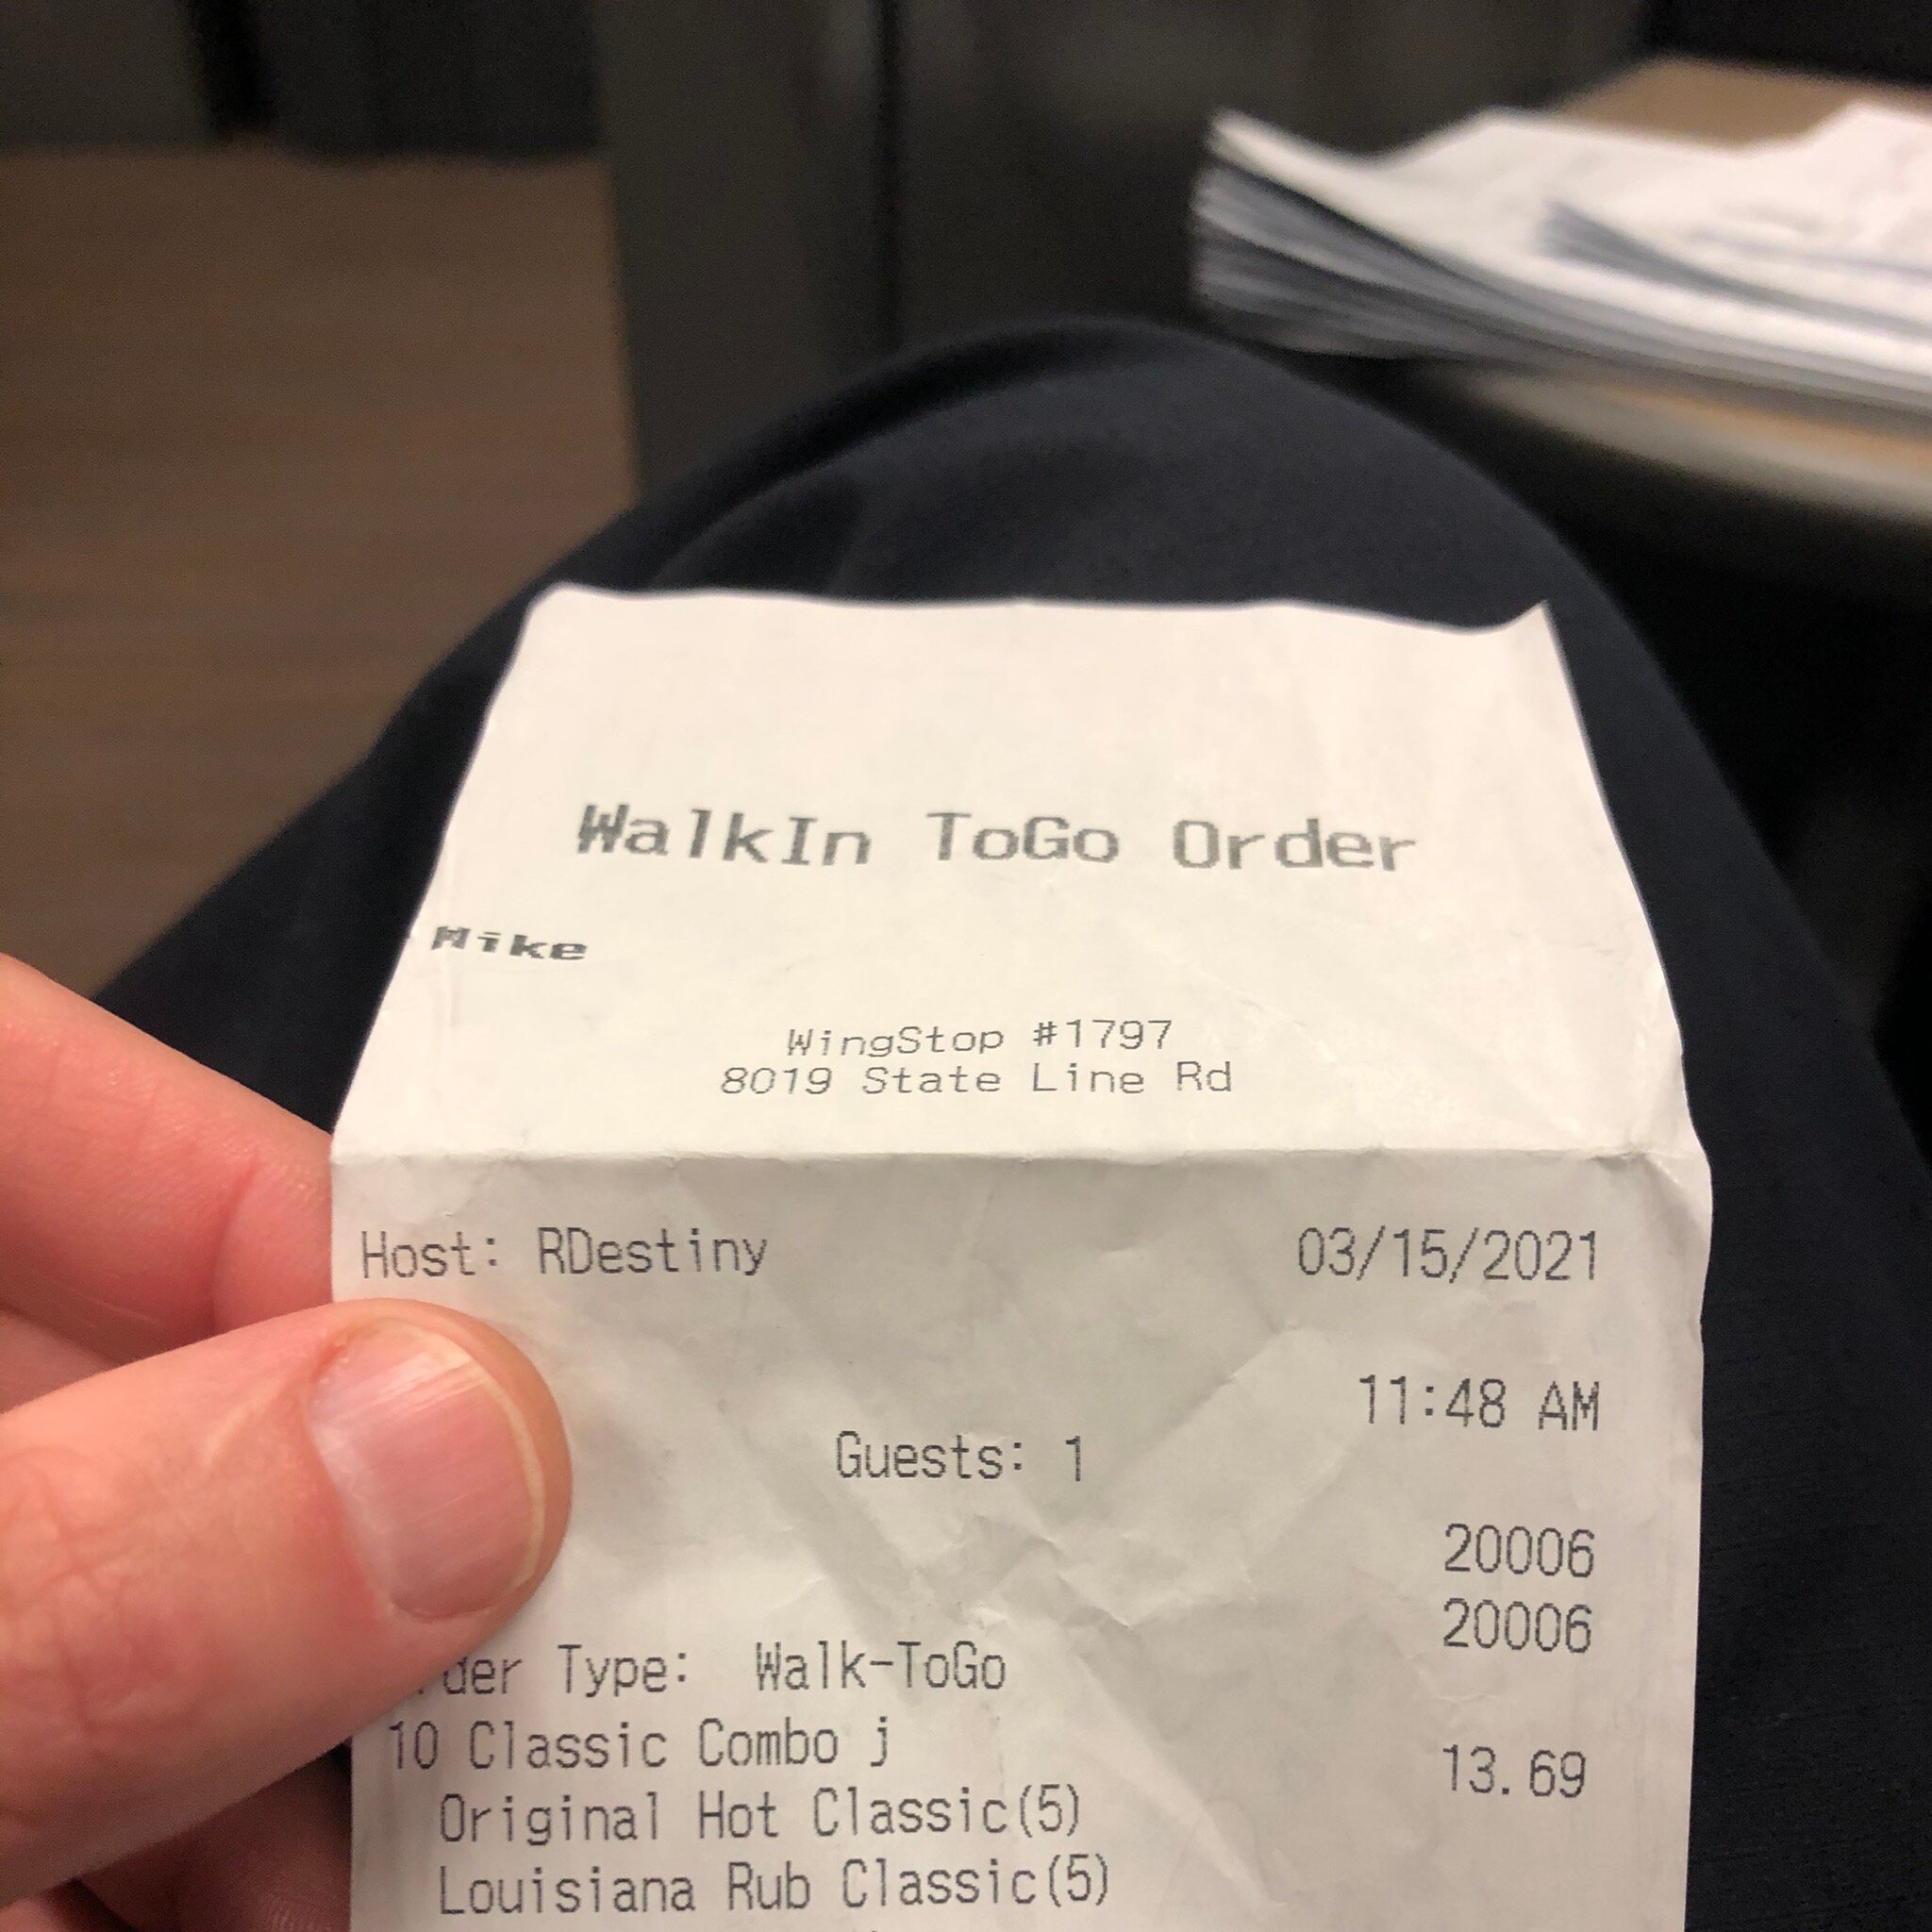 WalkIn ToGo Order
Mike
WingStop #1797
8019 State Line Rd
Host: RDestiny 03/15/2021
11:48 AM
Guests: 1
20006
20006
der Type: Walk-ToGo
10 Classic Combo j 13.69
Original Hot Classic(5)
Louisiana Rub Classic(5)